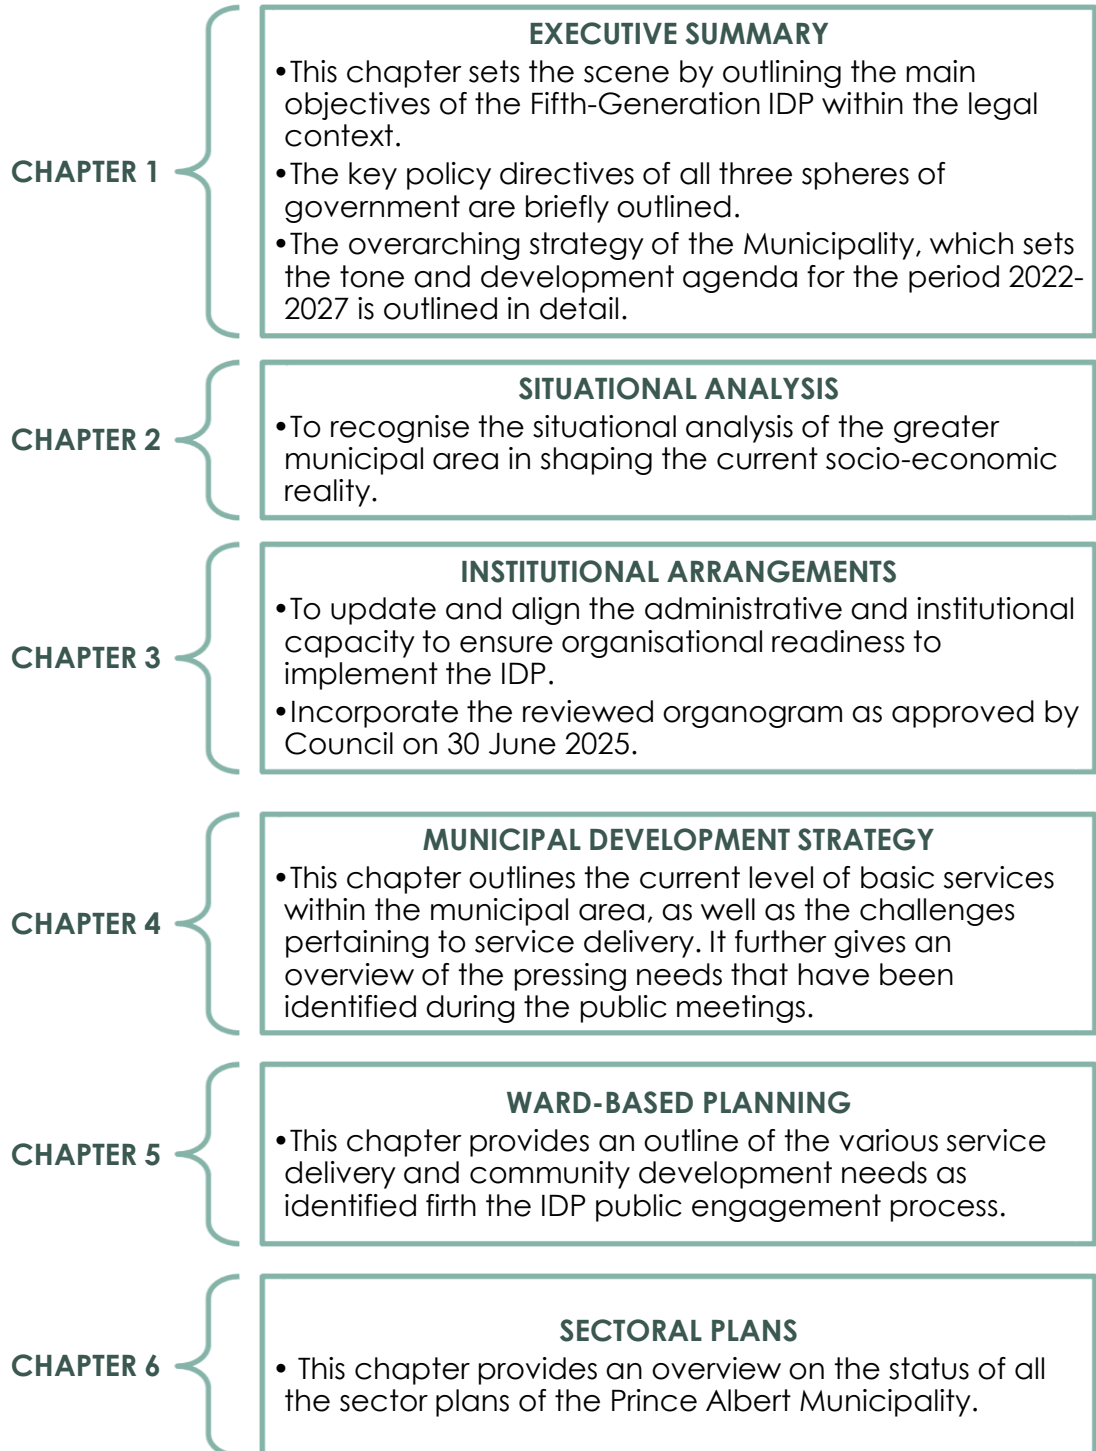 CHAPTER 1
EXECUTIVE SUMMARY
•This chapter sets the scene by outlining the main
objectives of the Fifth-Generation IDP within the legal
context.
•The key policy directives of all three spheres of
government are briefly outlined.
•The overarching strategy of the Municipality, which sets
the tone and development agenda for the period 2022-
2027 is outlined in detail.
CHAPTER 2
SITUATIONAL ANALYSIS
•To recognise the situational analysis of the greater
municipal area in shaping the current socio-economic
reality.
CHAPTER 3
INSTITUTIONAL ARRANGEMENTS
•To update and align the administrative and institutional
capacity to ensure organisational readiness to
implement the IDP.
•Incorporate the reviewed organogram as approved by
Council on 30 June 2025.
CHAPTER 4
MUNICIPAL DEVELOPMENT STRATEGY
•This chapter outlines the current level of basic services
within the municipal area, as well as the challenges
pertaining to service delivery. It further gives an
overview of the pressing needs that have been
identified during the public meetings.
CHAPTER 5
WARD-BASED PLANNING
•This chapter provides an outline of the various service
delivery and community development needs as
identified firth the IDP public engagement process.
CHAPTER 6
SECTORAL PLANS
• This chapter provides an overview on the status of all
the sector plans of the Prince Albert Municipality.